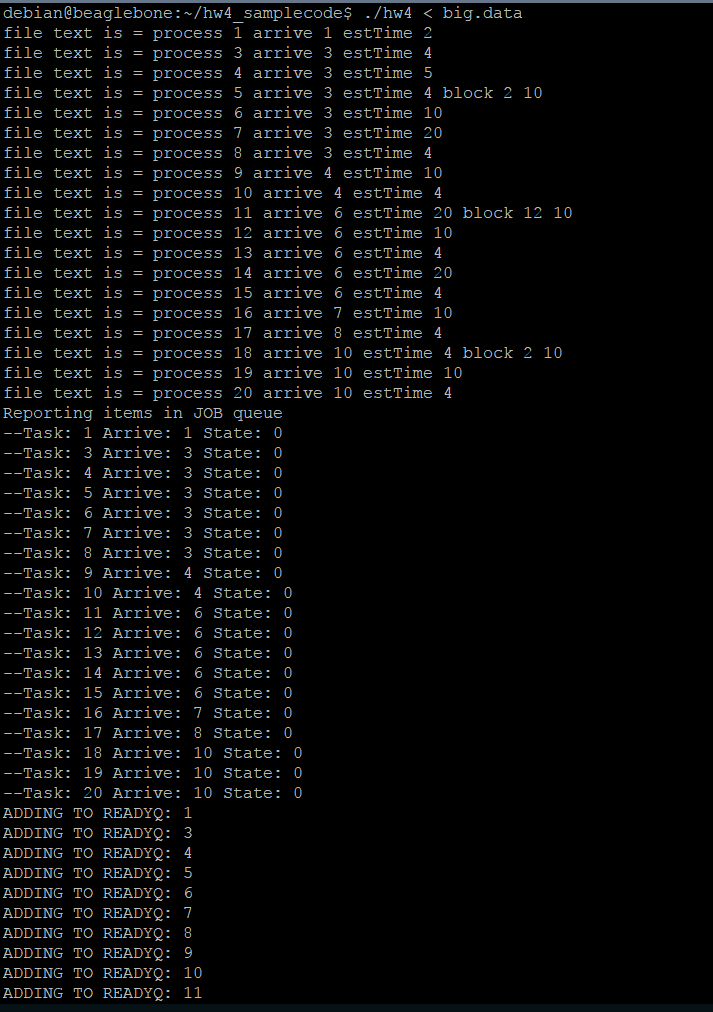 debian@beaglebone:~/hw4_samplecode$ ./hw4 < big.data
file text is = process 1 arrive 1 estTime 2
file text is = process 3 arrive 3 estTime 4
file text is = process 4 arrive 3 estTime 5
file text is = process 5 arrive 3 estTime 4 block 2 10
file text is = process 6 arrive 3 estTime 10
file text is = process 7 arrive 3 estTime 20
file text is = process 8 arrive 3 estTime 4
file text is = process 9 arrive 4 estTime 10
file text is = process 10 arrive 4 estTime 4
file text is = process 11 arrive 6 estTime 20 block 12 10
file text is = process 12 arrive 6 estTime 10
file text is = process 13 arrive 6 estTime 4
file text is = process 14 arrive 6 estTime 20
file text is = process 15 arrive 6 estTime 4
file text is = process 16 arrive 7 estTime 10
file text is = process 17 arrive 8 estTime 4
file text is = process 18 arrive 10 estTime 4 block 2 10
file text is = process 19 arrive 10 estTime 10
file text is = process 20 arrive 10 estTime 4
Reporting items in JOB queue
--Task: 1 Arrive: 1 State: 0
--Task: 3 Arrive: 3 State: 0
--Task: 4 Arrive: 3 State: 0
--Task: 5 Arrive: 3 State: 0
--Task: 6 Arrive: 3 State: 0
--Task: 7 Arrive: 3 State: 0
--Task: 8 Arrive: 3 State: 0
--Task: 9 Arrive: 4 State: 0
--Task: 10 Arrive: 4 State: 0
--Task: 11 Arrive: 6 State: 0
--Task: 12 Arrive: 6 State: 0
--Task: 13 Arrive: 6 State: 0
--Task: 14 Arrive: 6 State: 0
--Task: 15 Arrive: 6 State: 0
--Task: 16 Arrive: 7 State: 0
--Task: 17 Arrive: 8 State: 0
--Task: 18 Arrive: 10 State: 0
--Task: 19 Arrive: 10 State: 0
--Task: 20 Arrive: 10 State: 0
ADDING TO READYQ: 1
ADDING TO READYQ: 3
ADDING TO READYQ: 4
ADDING TO READYQ: 5
ADDING TO READYQ: 6
ADDING TO READYQ: 7
ADDING TO READYQ: 8
ADDING TO READYQ: 9
ADDING TO READYQ: 10
ADDING TO READYQ: 11